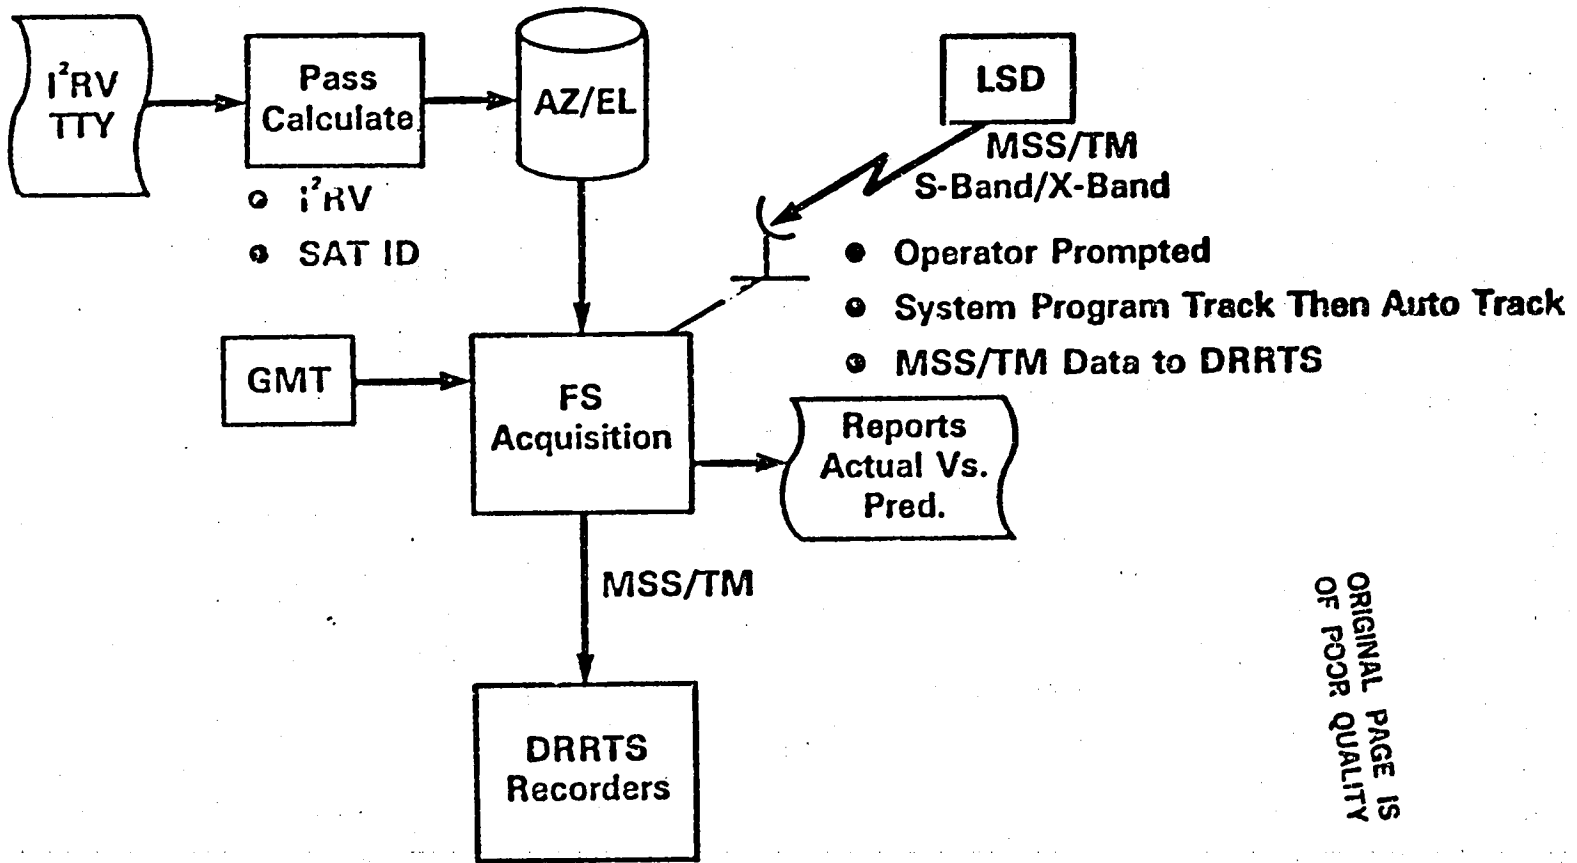 I²RV
TTY
Pass
Calculate
AZ/EL
LSD
MSS/TM
S-Band/X-Band
• I²RV
• SAT ID
• Operator Prompted
• System Program Track Then Auto Track
• MSS/TM Data to DRRTS
GMT
FS
Acquisition
Reports
Actual Vs.
Pred.
MSS/TM
DRRTS
Recorders
ORIGINAL PAGE IS
OF POOR QUALITY